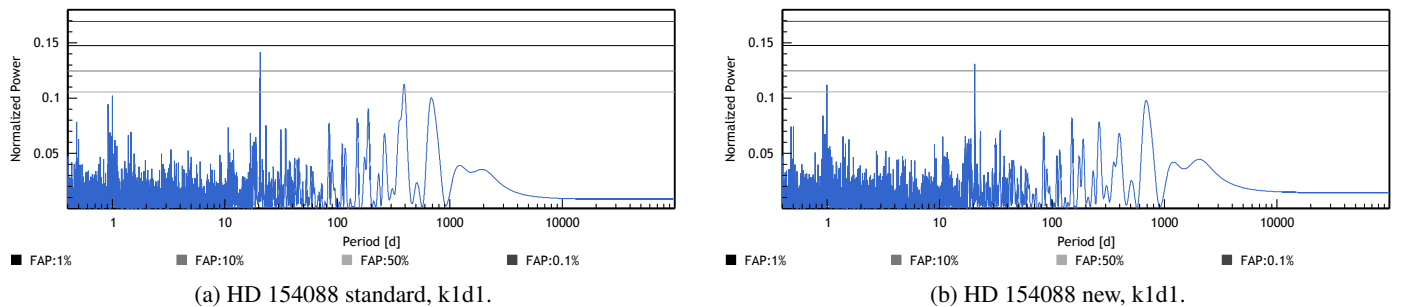 0.15
0.1
0.05
Normalized Power
1 10 100 1000 10000
Period [d]
FAP:1% FAP:10% FAP:50% FAP:0.1%
(a) HD 154088 standard, k1d1.
0.15
0.1
0.05
Normalized Power
1 10 100 1000 10000
Period [d]
FAP:1% FAP:10% FAP:50% FAP:0.1%
(b) HD 154088 new, k1d1.